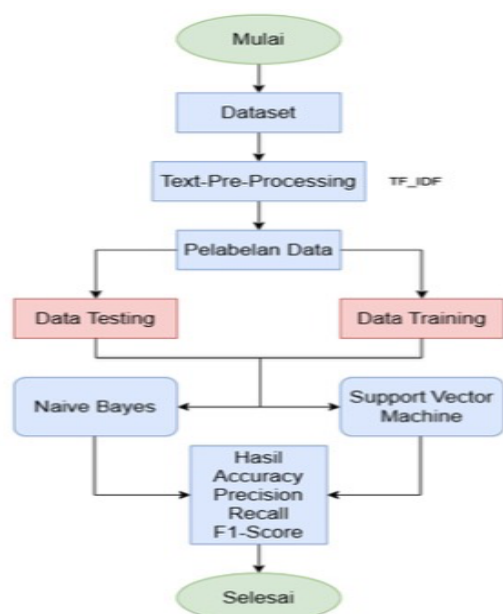 Mulai
Dataset
Text-Pre-Processing
TF_IDF
Pelabelan Data
Data Testing
Data Training
Naive Bayes
Support Vector
Machine
Hasil
Accuracy
Precision
Recall
F1-Score
Selesai